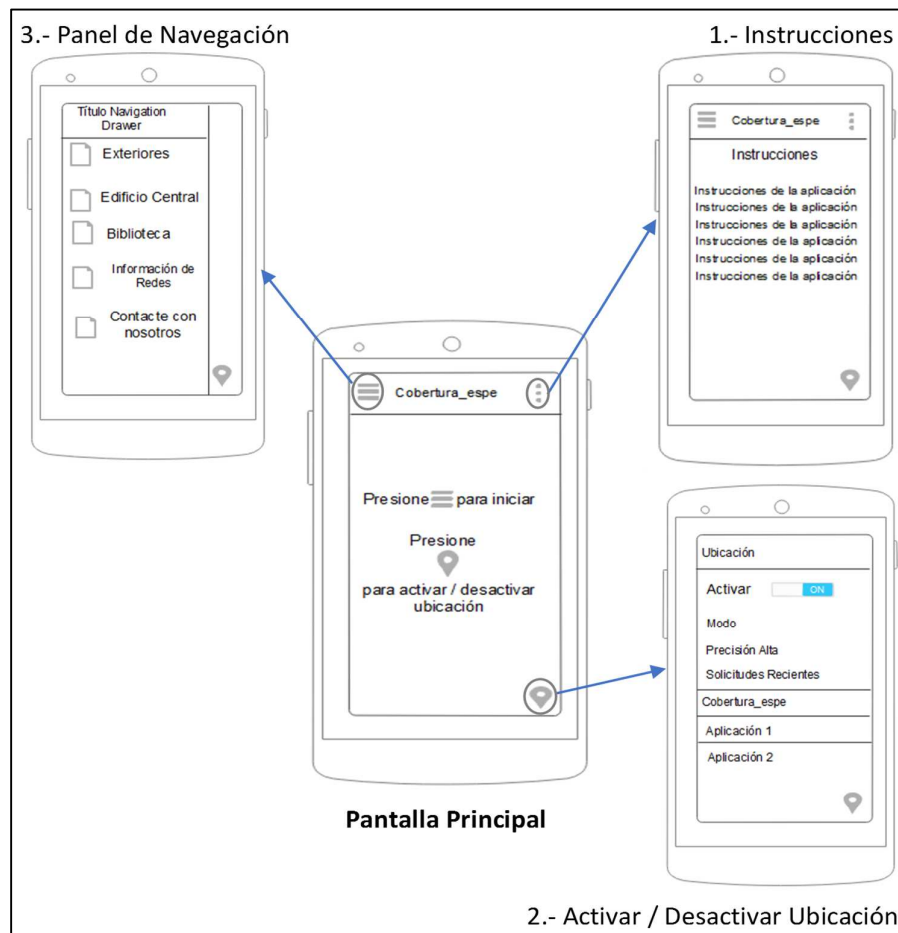 3.- Panel de Navegación
Título Navigation
Drawer
Exteriores
Edificio Central
Biblioteca
Información de
Redes
Contacte con
nosotros
1.- Instrucciones
Cobertura_espe
Instrucciones
Instrucciones de la aplicación
Instrucciones de la aplicación
Instrucciones de la aplicación
Instrucciones de la aplicación
Instrucciones de la aplicación
Instrucciones de la aplicación
Cobertura_espe
Presione para iniciar
Presione
para activar / desactivar
ubicación
Pantalla Principal
Ubicación
Activar ON
Modo
Precisión Alta
Solicitudes Recientes
Cobertura_espe
Aplicación 1
Aplicación 2
2.- Activar / Desactivar Ubicación